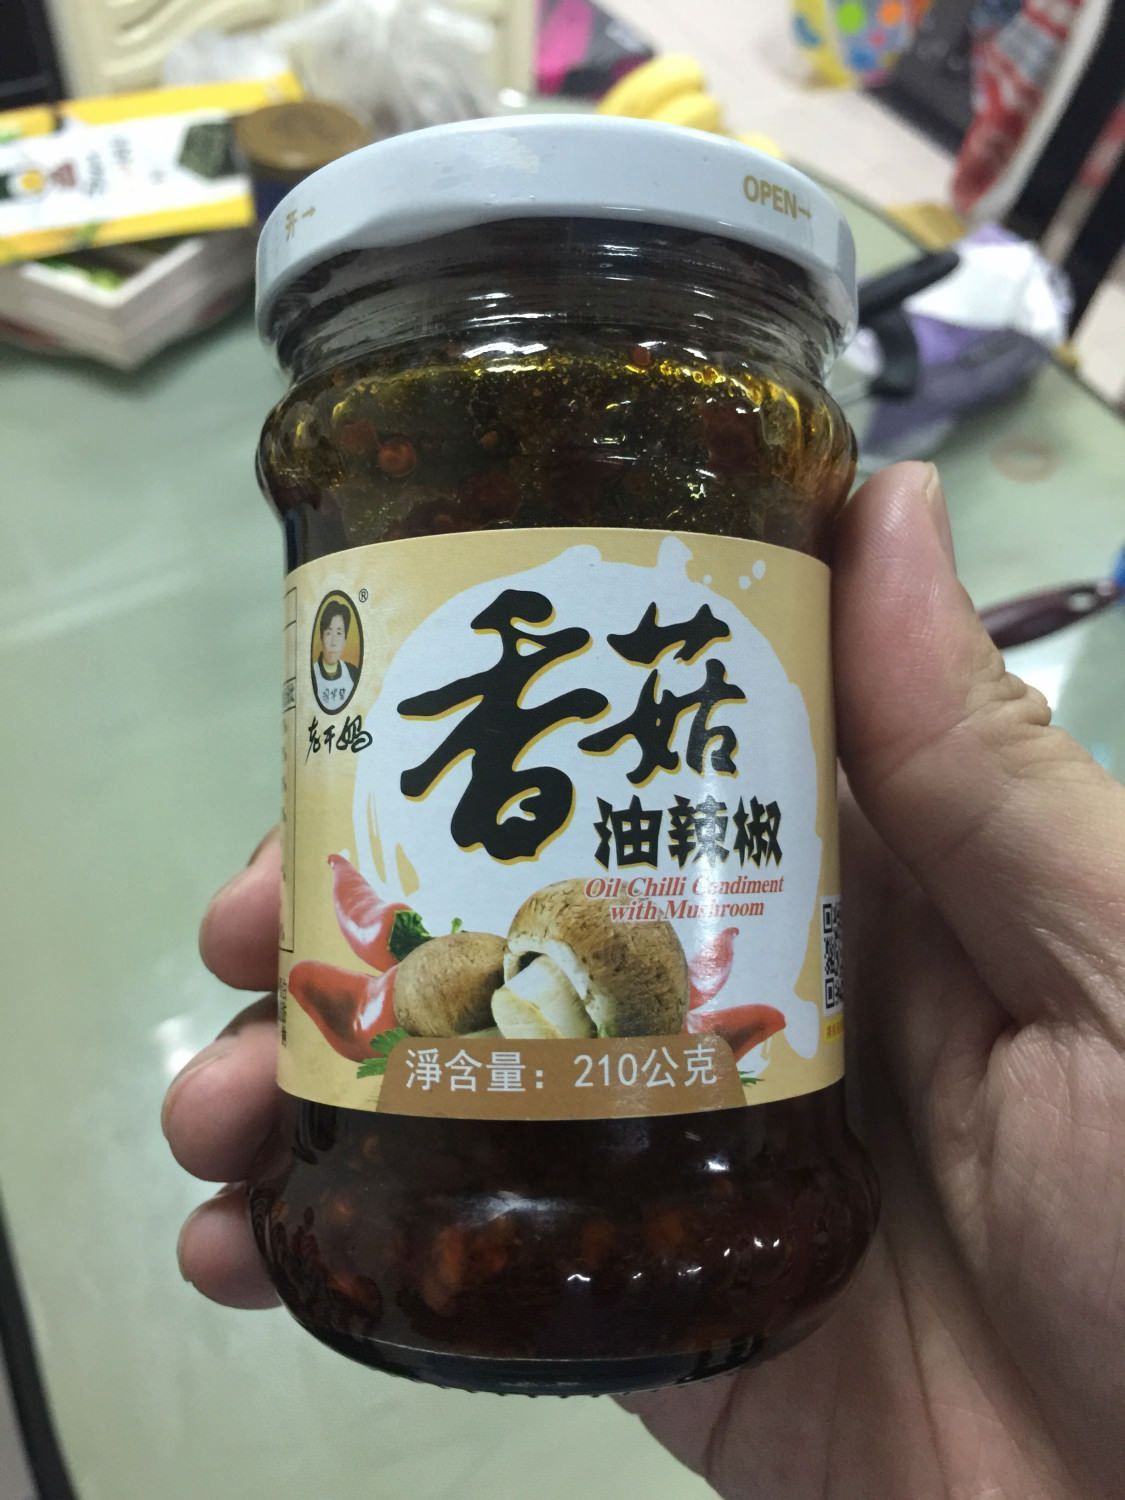 开→
OPEN→
®
老干妈
香菇
油辣椒
Oil Chilli Condiment
with Mushroom
淨含量：210公克